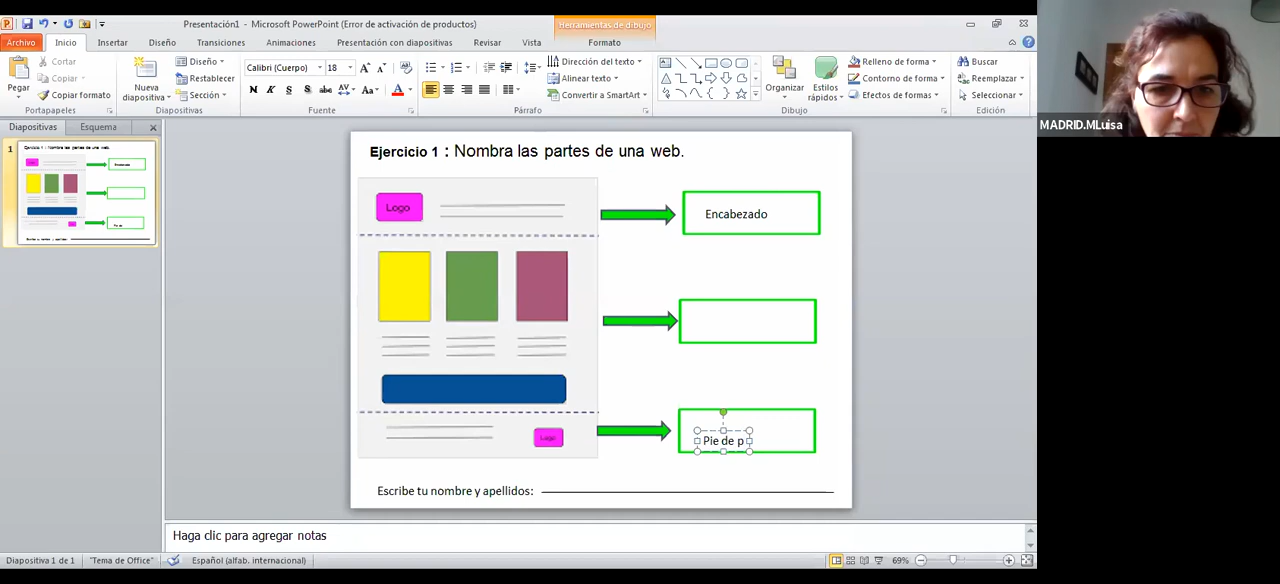 Presentación1 - Microsoft PowerPoint (Error de activación de productos)
Herramientas de dibujo
Archivo Inicio Insertar Diseño Transiciones Animaciones Presentación con diapositivas Revisar Vista Formato
Pegar
Cortar
Copiar
Copiar formato
Portapapeles
Nueva
diapositiva
Diseño
Restablecer
Sección
Diapositivas
Calibri (Cuerpo) 18
N K S S abc AV Aa A
Fuente
Dirección del texto
Alinear texto
Convertir a SmartArt
Párrafo
Organizar
Estilos
rápidos
Relleno de forma
Contorno de forma
Efectos de formas
Dibujo
Buscar
Reemplazar
Seleccionar
Edición
MADRID.MLuisa
Diapositivas Esquema
1
Ejercicio 1 : Nombra las partes de una web.
Logo
Encabezado
Pie de p
Logo
Escribe tu nombre y apellidos:
Haga clic para agregar notas
Diapositiva 1 de 1 "Tema de Office" Español (alfab. internacional) 69%